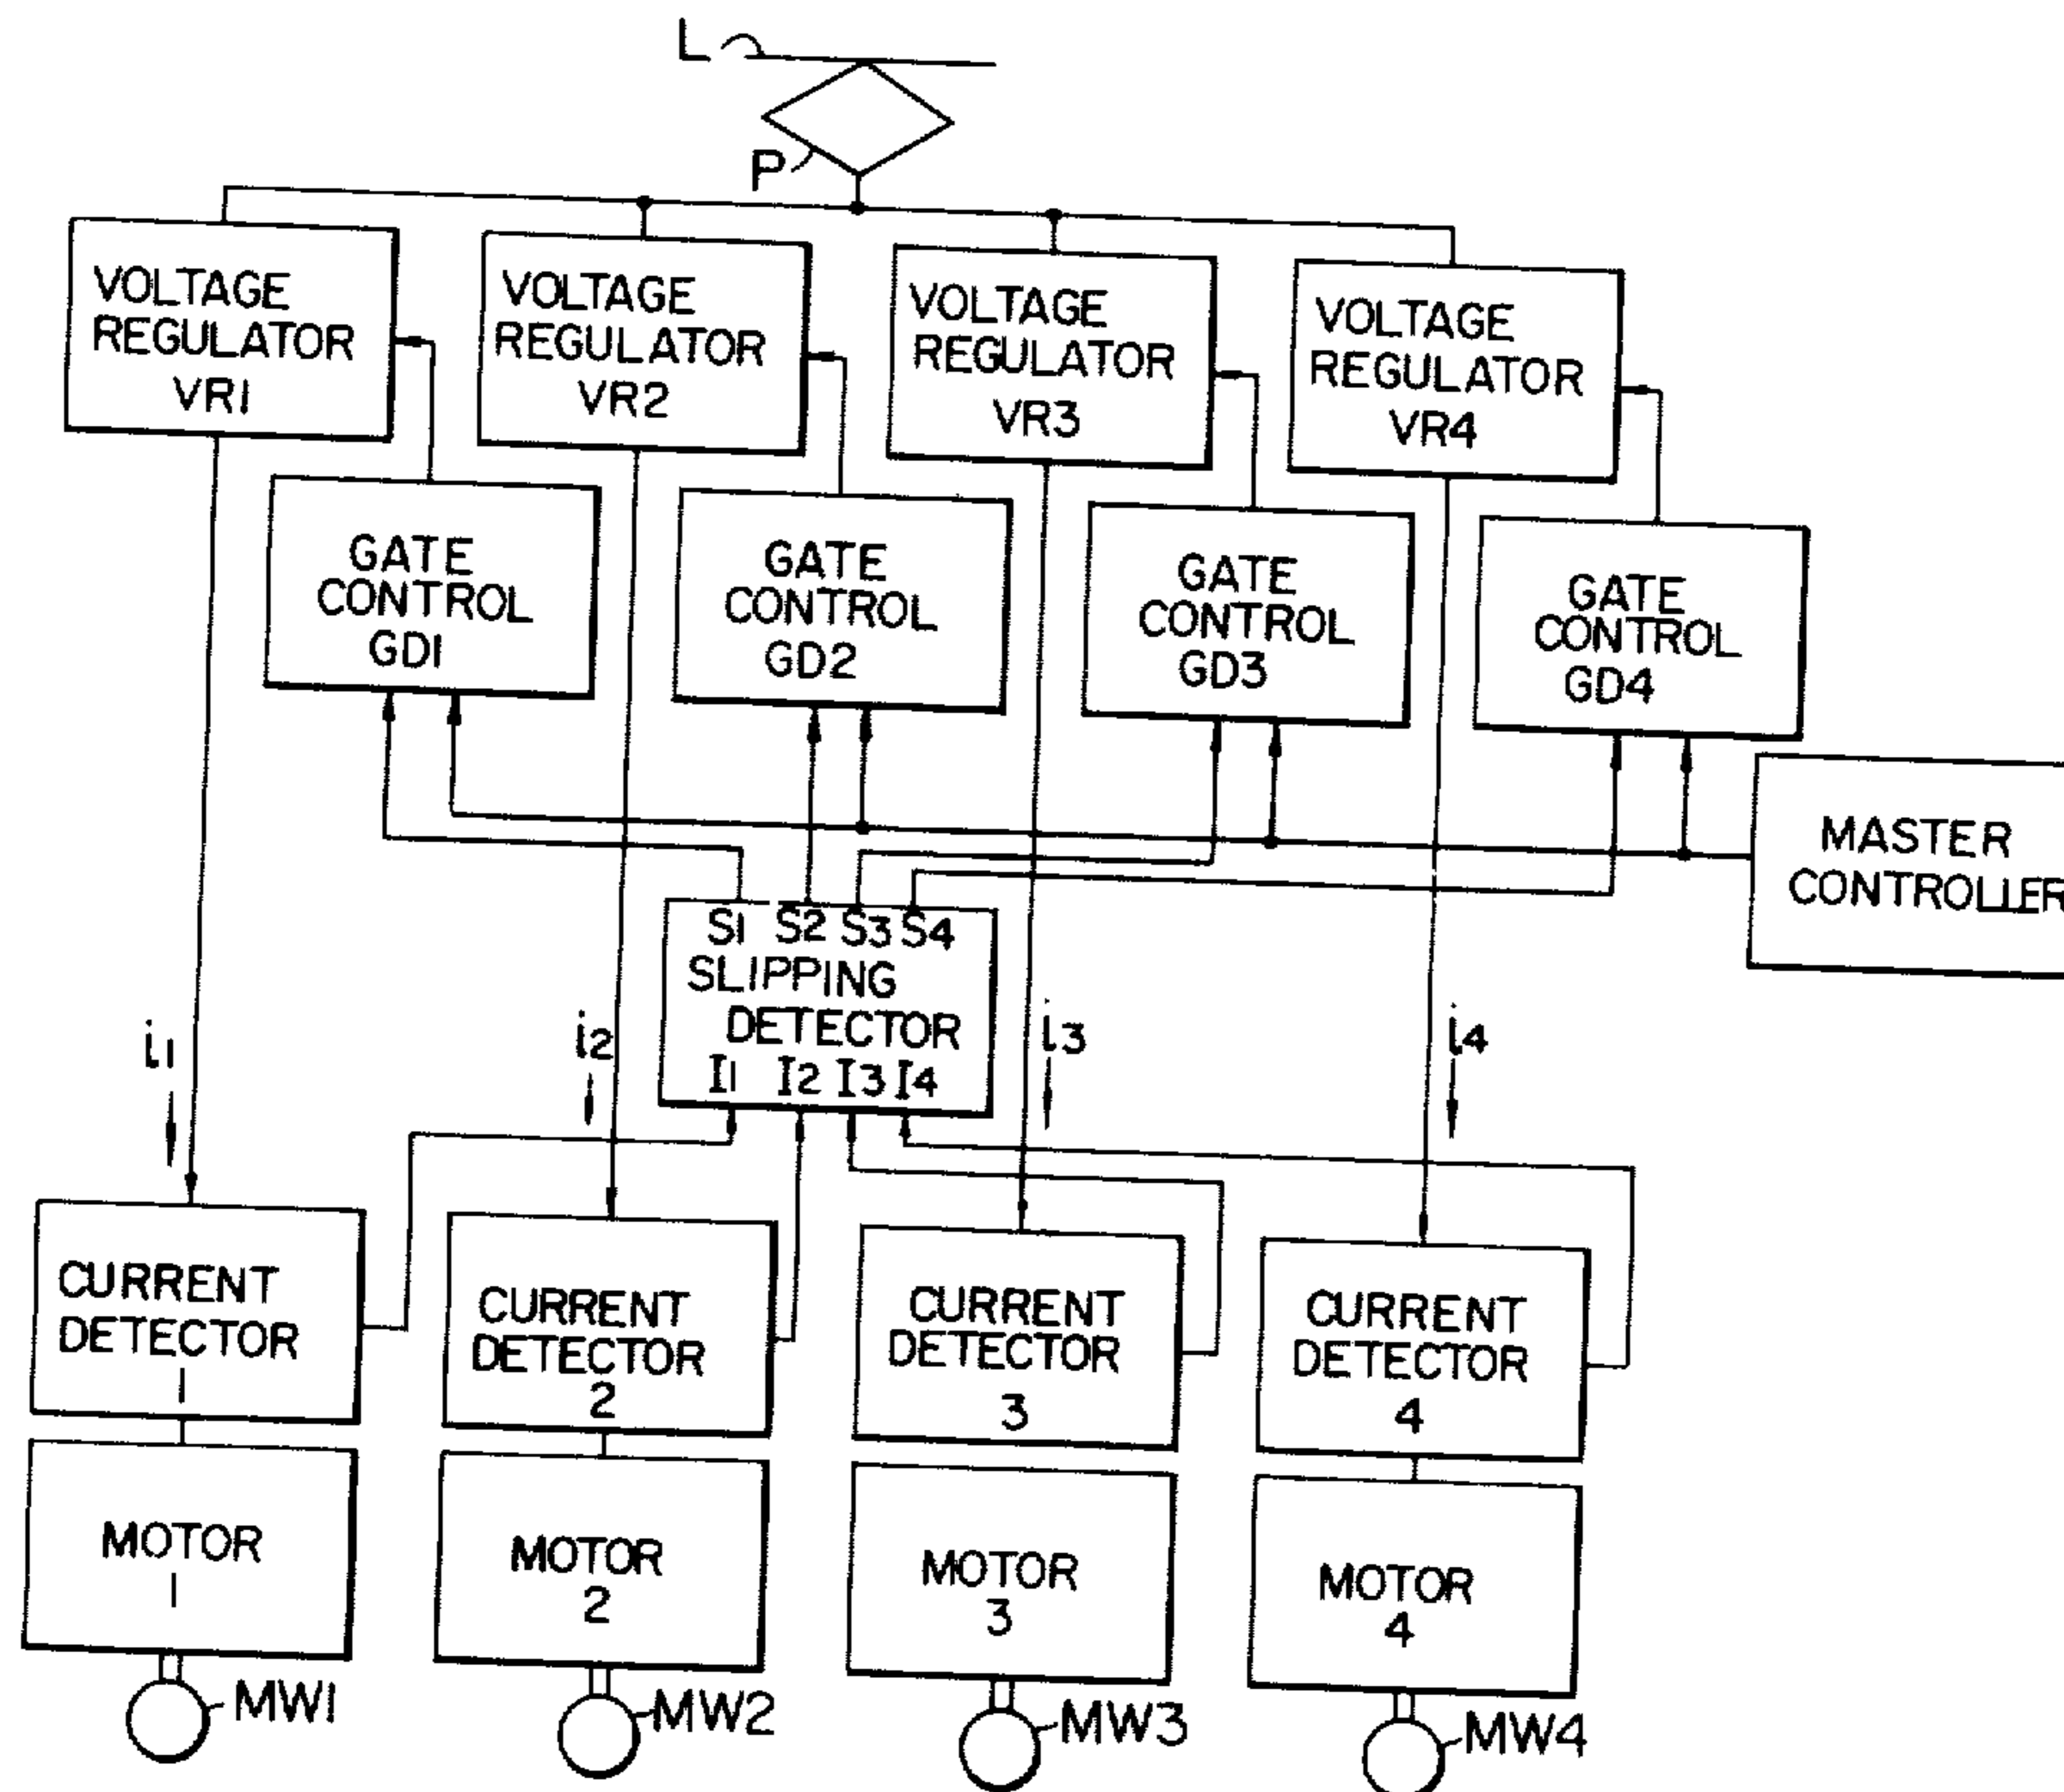 L
P
VOLTAGE
REGULATOR
VR1
VOLTAGE
REGULATOR
VR2
VOLTAGE
REGULATOR
VR3
VOLTAGE
REGULATOR
VR4
GATE
CONTROL
GD1
GATE
CONTROL
GD2
GATE
CONTROL
GD3
GATE
CONTROL
GD4
MASTER
CONTROLLER
S1 S2 S3 S4
SLIPPING
DETECTOR
I1 I2 I3 I4
i1
i2
i3
i4
CURRENT
DETECTOR
1
CURRENT
DETECTOR
2
CURRENT
DETECTOR
3
CURRENT
DETECTOR
4
MOTOR
1
MOTOR
2
MOTOR
3
MOTOR
4
MW1
MW2
MW3
MW4